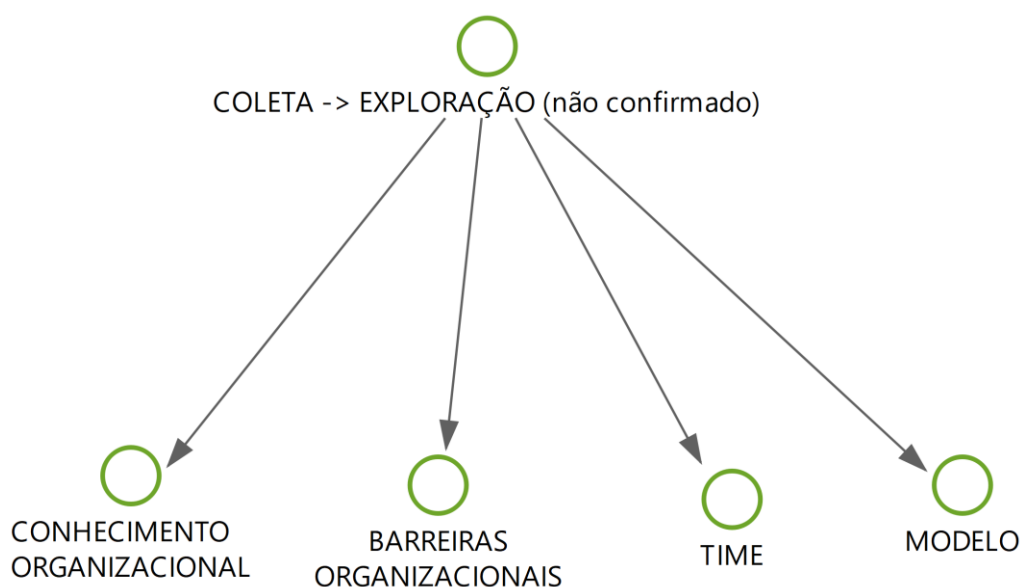 COLETA -> EXPLORAÇÃO (não confirmado)
CONHECIMENTO
ORGANIZACIONAL
BARREIRAS
ORGANIZACIONAIS
TIME
MODELO